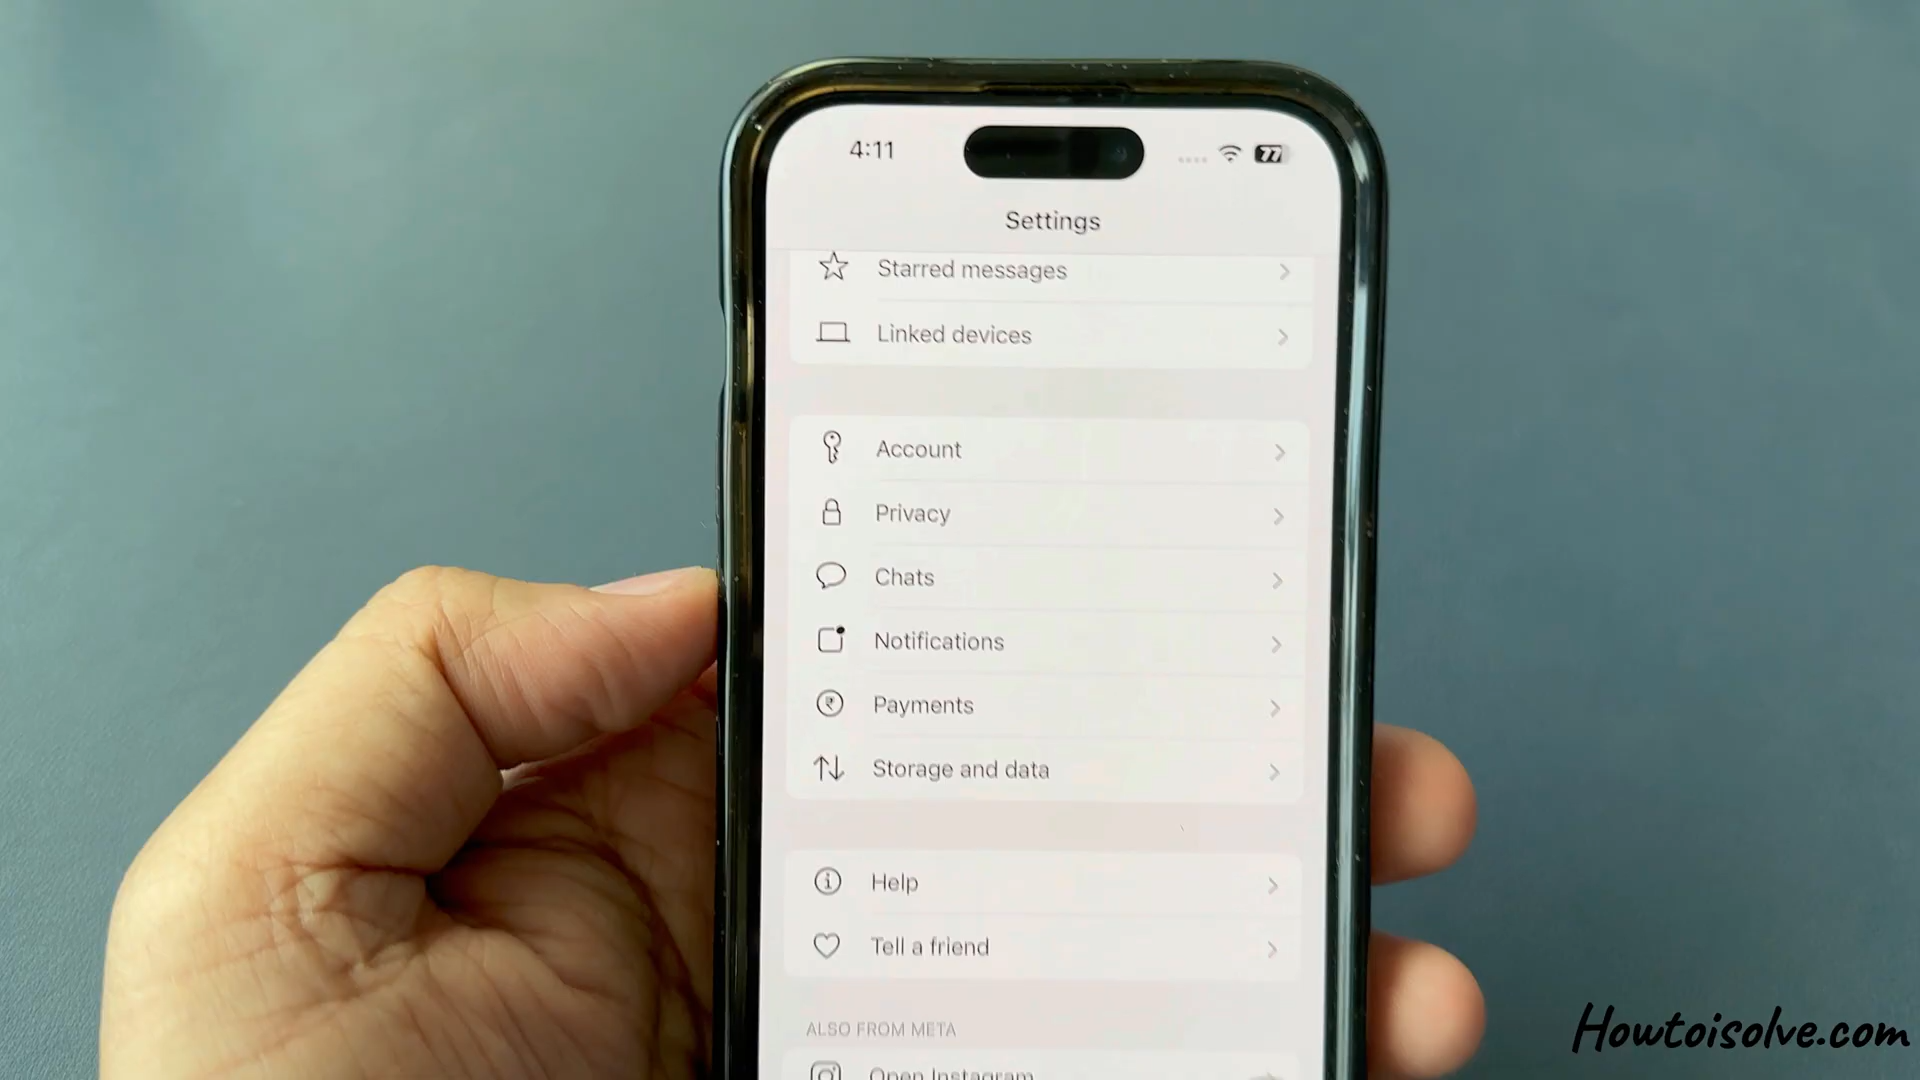 4:11
77
Settings
Starred messages
Linked devices
Account
Privacy
Chats
Notifications
₹
Payments
Storage and data
Help
Tell a friend
ALSO FROM META
Open Instagram
Howtoisolve.com